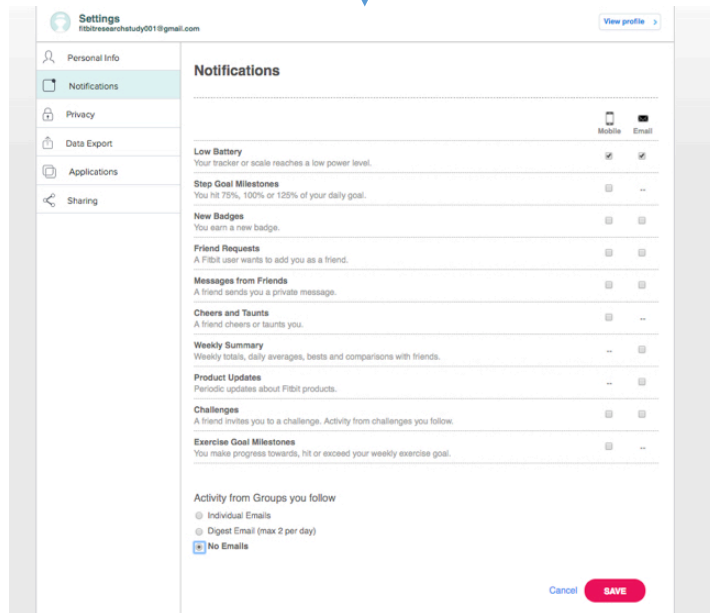 Settings
fitbitresearchstudy001@gmail.com
View profile >
Personal Info
Notifications
Privacy
Data Export
Applications
Sharing
Notifications
Mobile Email
Low Battery
Your tracker or scale reaches a low power level.
Step Goal Milestones
You hit 75%, 100% or 125% of your daily goal.
--
New Badges
You earn a new badge.
Friend Requests
A Fitbit user wants to add you as a friend.
Messages from Friends
A friend sends you a private message.
Cheers and Taunts
A friend cheers or taunts you.
--
Weekly Summary
Weekly totals, daily averages, bests and comparisons with friends.
--
Product Updates
Periodic updates about Fitbit products.
--
Challenges
A friend invites you to a challenge. Activity from challenges you follow.
Exercise Goal Milestones
You make progress towards, hit or exceed your weekly exercise goal.
--
Activity from Groups you follow
Individual Emails
Digest Email (max 2 per day)
No Emails
Cancel SAVE